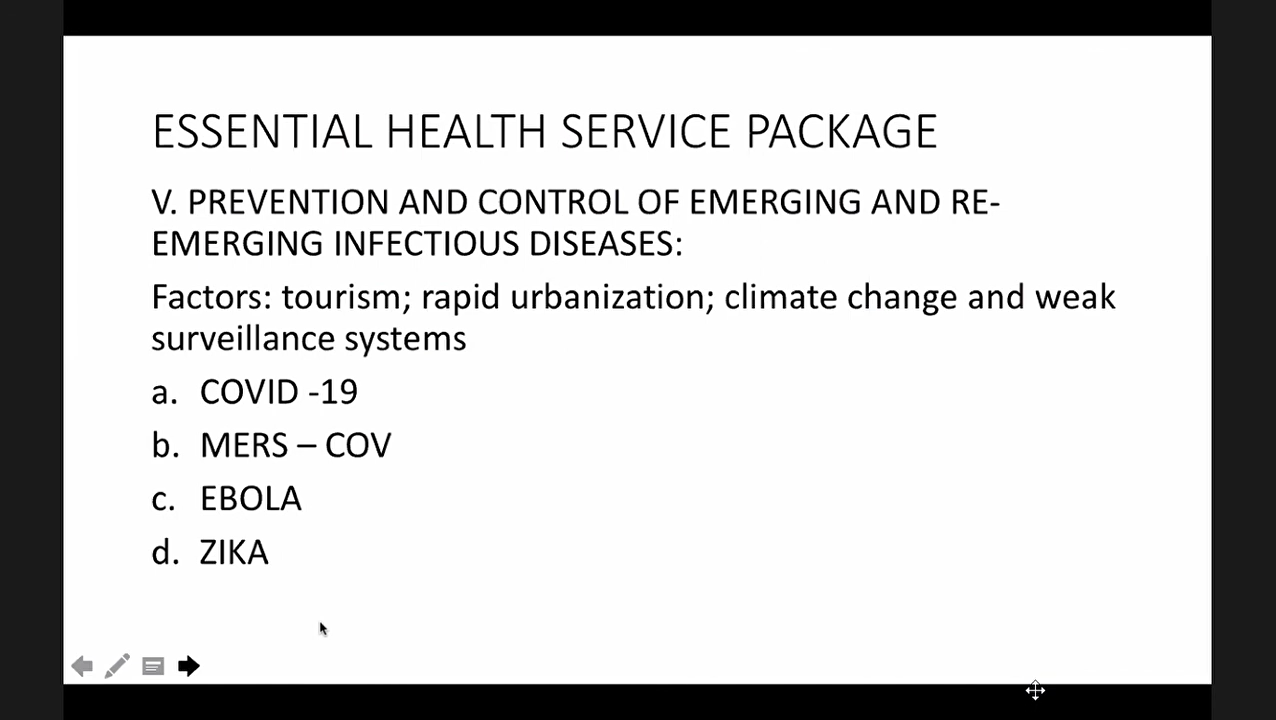 ESSENTIAL HEALTH SERVICE PACKAGE
V. PREVENTION AND CONTROL OF EMERGING AND RE-
EMERGING INFECTIOUS DISEASES:
Factors: tourism; rapid urbanization; climate change and weak
surveillance systems
a. COVID -19
b. MERS – COV
c. EBOLA
d. ZIKA